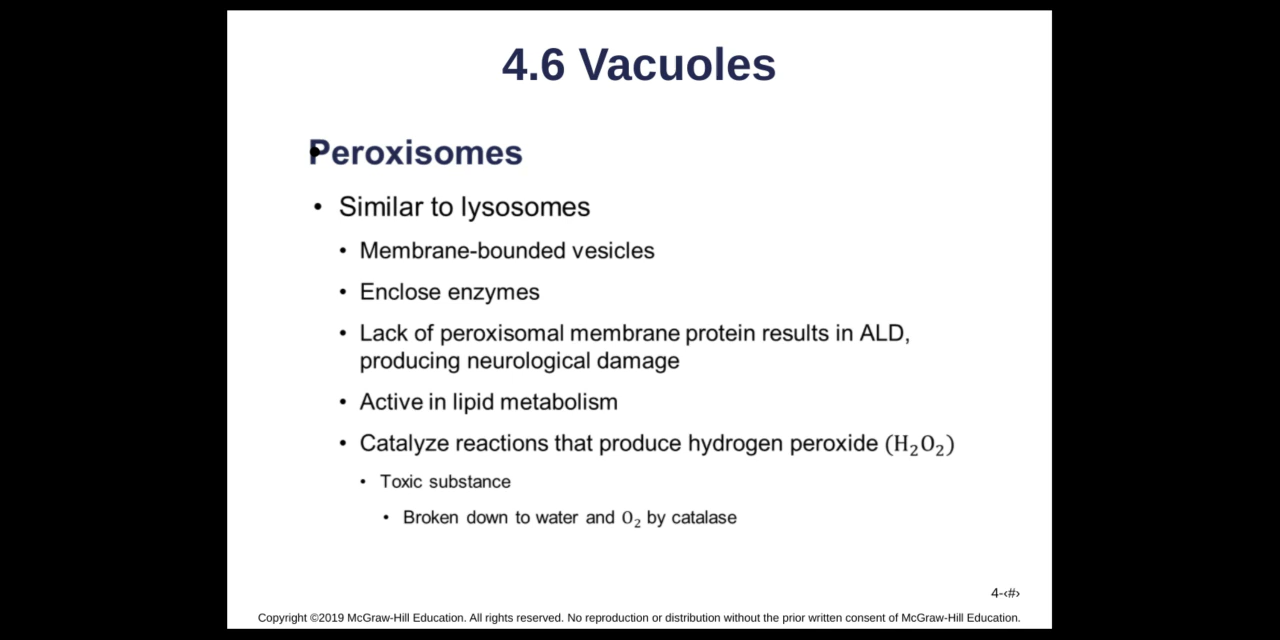 4.6 Vacuoles
• Peroxisomes
• Similar to lysosomes
• Membrane-bounded vesicles
• Enclose enzymes
• Lack of peroxisomal membrane protein results in ALD,
producing neurological damage
• Active in lipid metabolism
• Catalyze reactions that produce hydrogen peroxide (H₂O₂)
• Toxic substance
• Broken down to water and O₂ by catalase
4-‹#›
Copyright ©2019 McGraw-Hill Education. All rights reserved. No reproduction or distribution without the prior written consent of McGraw-Hill Education.